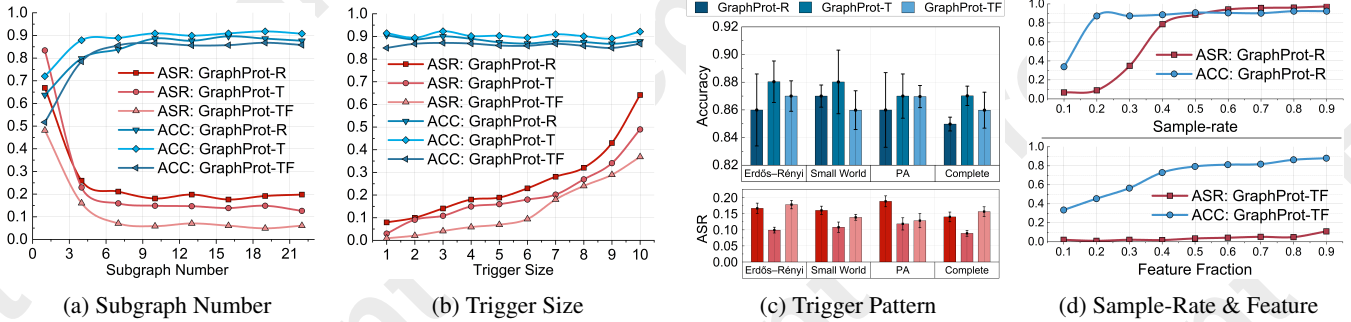 1.0
0.9
0.8
0.7
0.6
0.5
0.4
0.3
0.2
0.1
0.0
ASR: GraphProt-R
ASR: GraphProt-T
ASR: GraphProt-TF
ACC: GraphProt-R
ACC: GraphProt-T
ACC: GraphProt-TF
0 3 6 9 12 15 18 21
Subgraph Number
(a) Subgraph Number
1.0
0.9
0.8
0.7
0.6
0.5
0.4
0.3
0.2
0.1
0.0
ASR: GraphProt-R
ASR: GraphProt-T
ASR: GraphProt-TF
ACC: GraphProt-R
ACC: GraphProt-T
ACC: GraphProt-TF
1 2 3 4 5 6 7 8 9 10
Trigger Size
(b) Trigger Size
GraphProt-R GraphProt-T GraphProt-TF
0.92
0.90
0.88
0.86
0.84
0.82
Accuracy
Erdős–Rényi Small World PA Complete
0.20
0.15
0.10
0.05
0.00
ASR
Erdős–Rényi Small World PA Complete
(c) Trigger Pattern
1.0
0.8
0.6
0.4
0.2
0.0
ASR: GraphProt-R
ACC: GraphProt-R
0.1 0.2 0.3 0.4 0.5 0.6 0.7 0.8 0.9
Sample-rate
1.0
0.8
0.6
0.4
0.2
0.0
ASR: GraphProt-TF
ACC: GraphProt-TF
0.1 0.2 0.3 0.4 0.5 0.6 0.7 0.8 0.9
Feature Fraction
(d) Sample-Rate & Feature